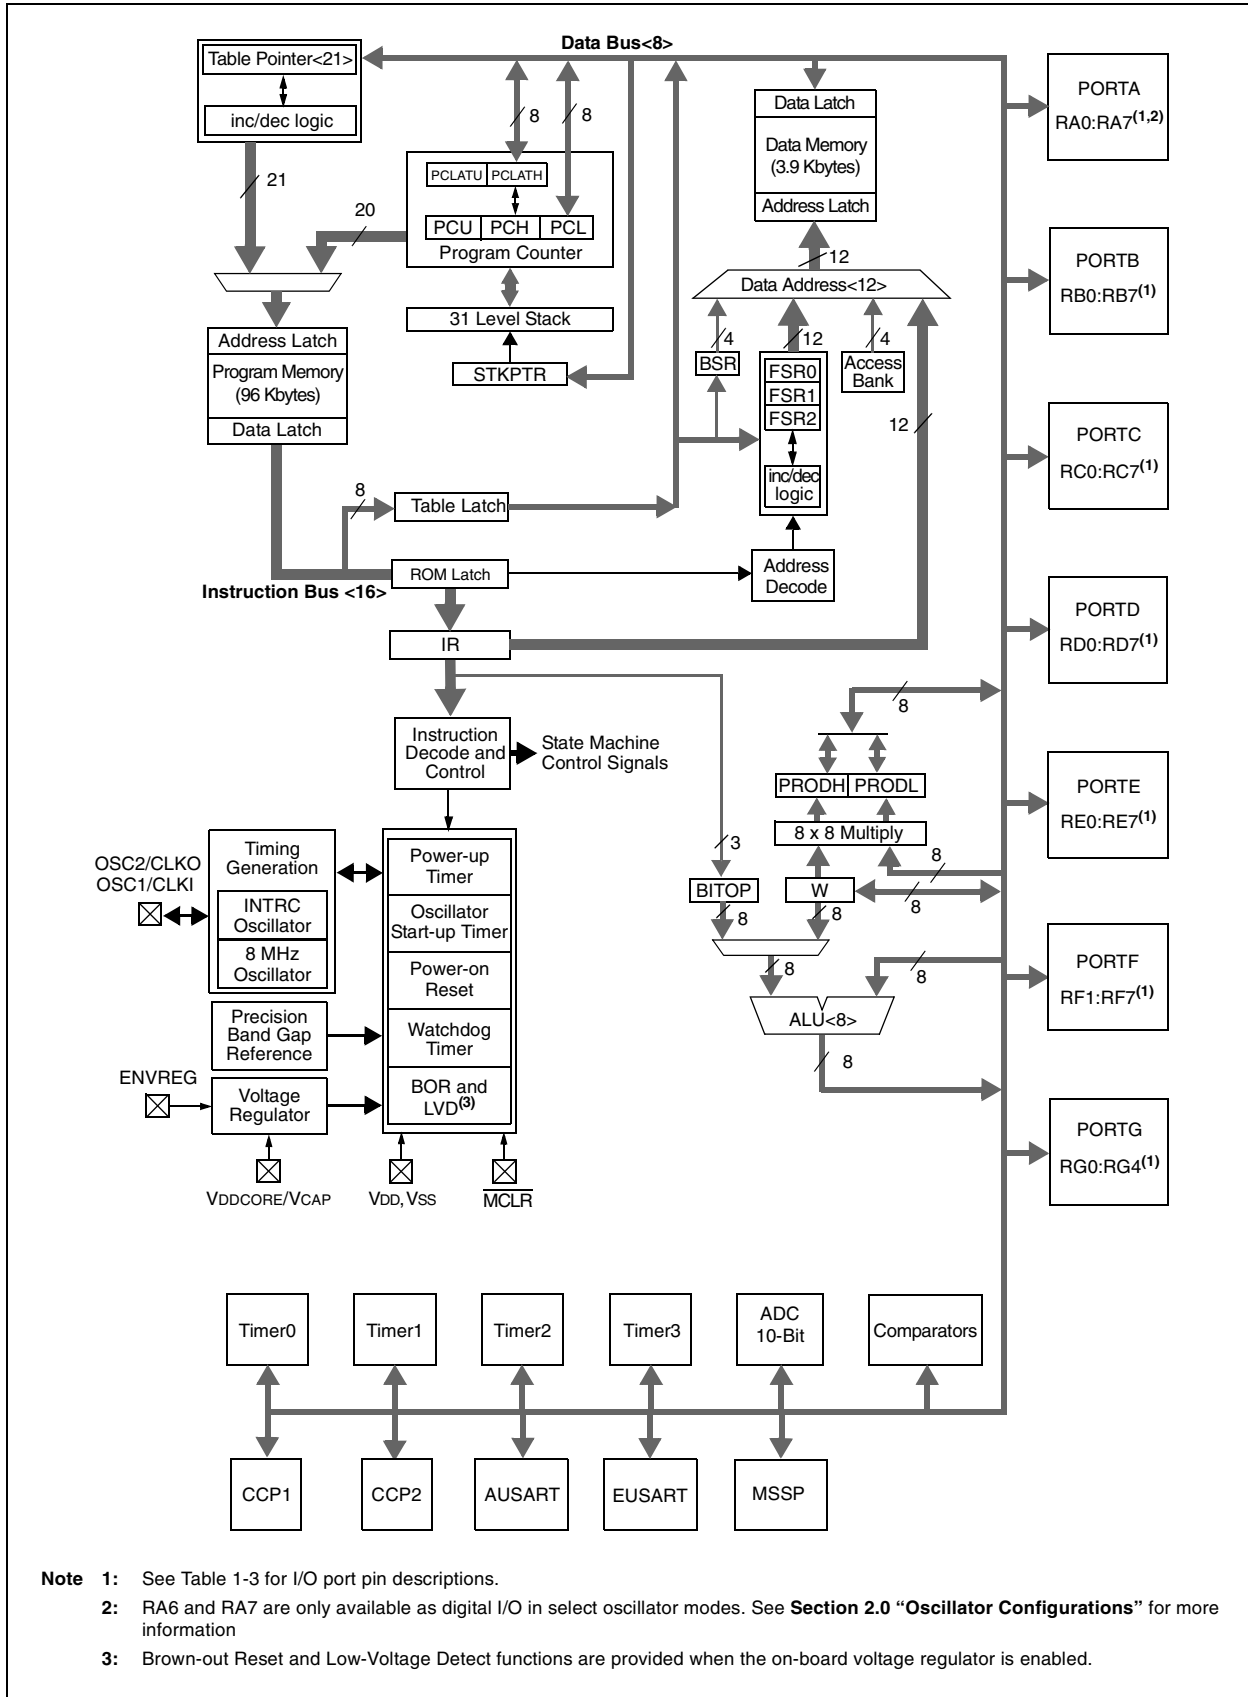 Data Bus<8>
Table Pointer<21>
inc/dec logic
21
20
8
8
PCLATU PCLATH
PCU PCH PCL
Program Counter
31 Level Stack
STKPTR
Data Latch
Data Memory
(3.9 Kbytes)
Address Latch
12
Data Address<12>
4
12
4
BSR
FSR0
FSR1
FSR2
inc/dec
logic
Access
Bank
12
Address
Decode
Address Latch
Program Memory
(96 Kbytes)
Data Latch
8
Table Latch
ROM Latch
Instruction Bus <16>
IR
Instruction
Decode and
Control
State Machine
Control Signals
8
PRODH PRODL
8 x 8 Multiply
3
8
BITOP
W
8
8
8
8
8
ALU<8>
8
OSC2/CLKO
OSC1/CLKI
Timing
Generation
INTRC
Oscillator
8 MHz
Oscillator
Precision
Band Gap
Reference
ENVREG
Voltage
Regulator
Power-up
Timer
Oscillator
Start-up Timer
Power-on
Reset
Watchdog
Timer
BOR and
LVD(3)
VDDCORE/VCAP
VDD, VSS
MCLR
PORTA
RA0:RA7(1,2)
PORTB
RB0:RB7(1)
PORTC
RC0:RC7(1)
PORTD
RD0:RD7(1)
PORTE
RE0:RE7(1)
PORTF
RF1:RF7(1)
PORTG
RG0:RG4(1)
Timer0
Timer1
Timer2
Timer3
ADC
10-Bit
Comparators
CCP1
CCP2
AUSART
EUSART
MSSP
Note 1: See Table 1-3 for I/O port pin descriptions.
2: RA6 and RA7 are only available as digital I/O in select oscillator modes. See Section 2.0 “Oscillator Configurations” for more
information
3: Brown-out Reset and Low-Voltage Detect functions are provided when the on-board voltage regulator is enabled.